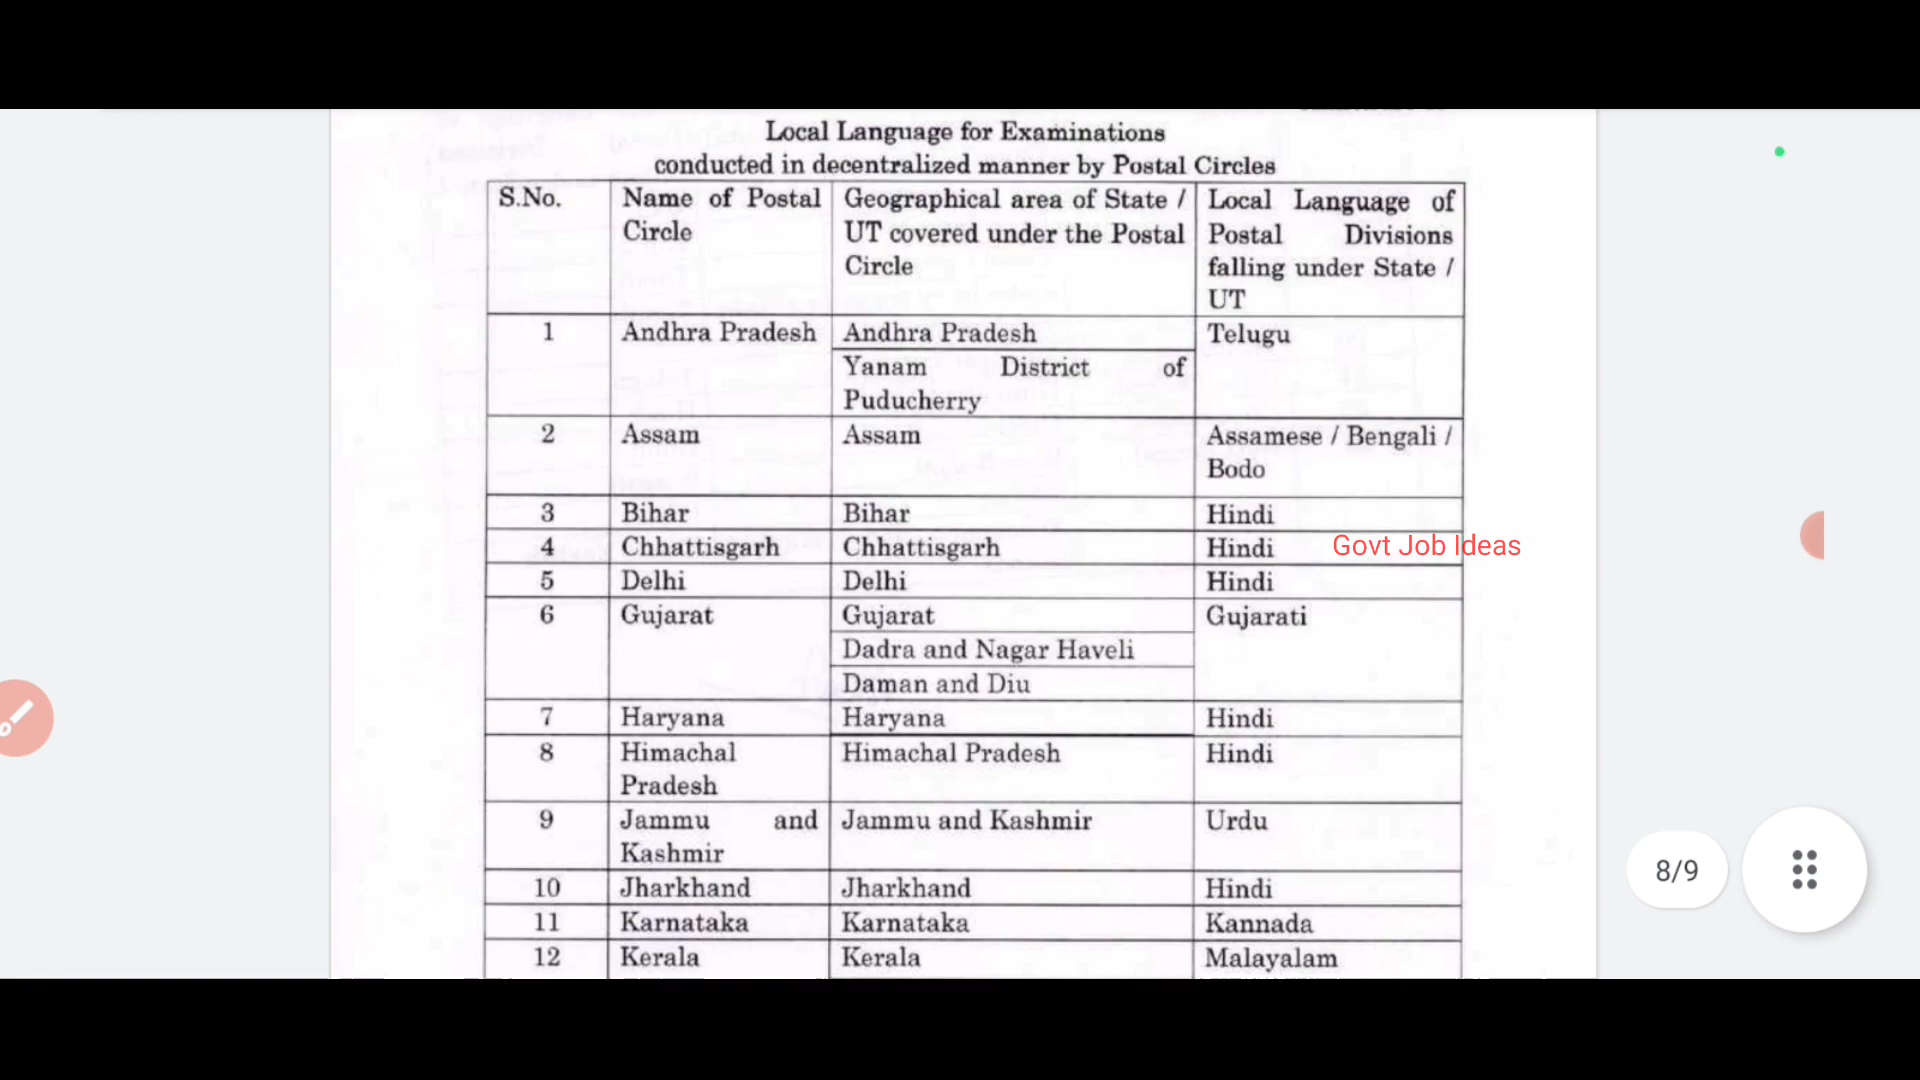 Local Language for Examinations
conducted in decentralized manner by Postal Circles
S.No. Name of Postal Circle Geographical area of State / UT covered under the Postal Circle Local Language of Postal Divisions falling under State / UT
1 Andhra Pradesh Andhra Pradesh Telugu
Yanam District of Puducherry
2 Assam Assam Assamese / Bengali / Bodo
3 Bihar Bihar Hindi
4 Chhattisgarh Chhattisgarh Hindi
Govt Job Ideas
5 Delhi Delhi Hindi
6 Gujarat Gujarat Gujarati
Dadra and Nagar Haveli
Daman and Diu
7 Haryana Haryana Hindi
8 Himachal Pradesh Himachal Pradesh Hindi
9 Jammu and Kashmir Jammu and Kashmir Urdu
10 Jharkhand Jharkhand Hindi
11 Karnataka Karnataka Kannada
12 Kerala Kerala Malayalam
8/9